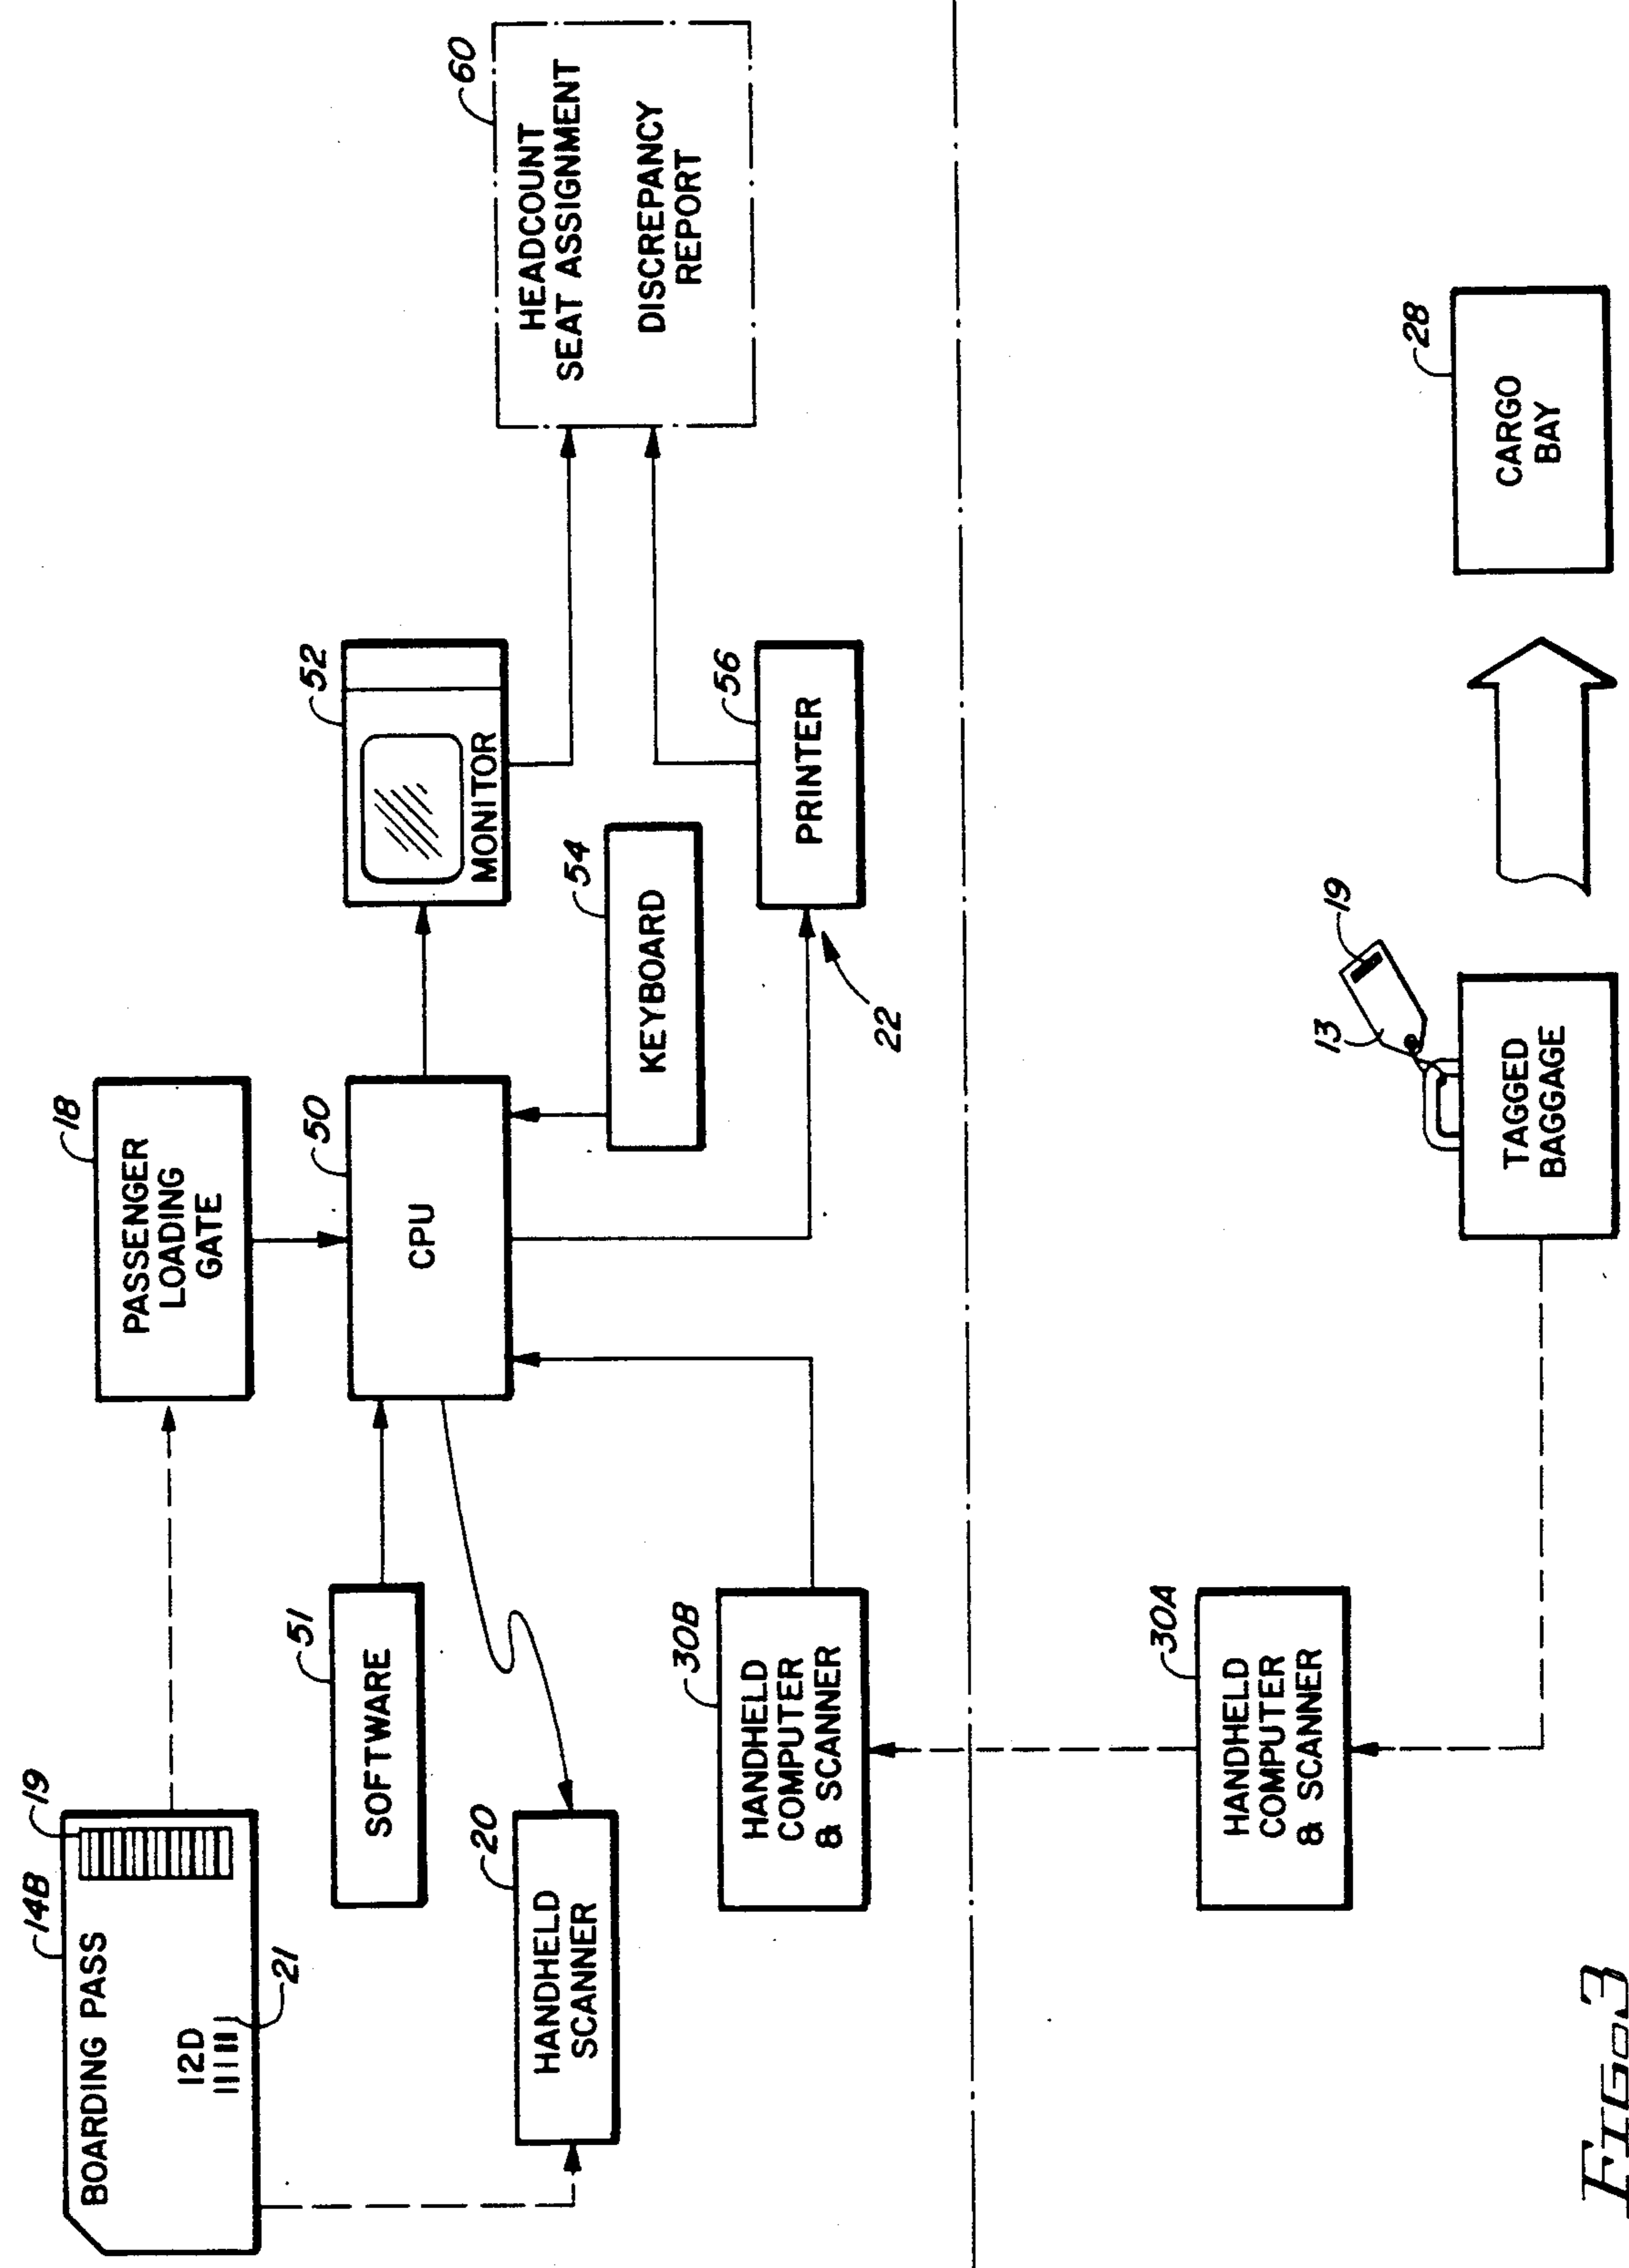 14B
19
BOARDING PASS
12D
21
18
PASSENGER
LOADING
GATE
51
SOFTWARE
50
CPU
52
MONITOR
60
HEADCOUNT
SEAT ASSIGNMENT
DISCREPANCY
REPORT
20
HANDHELD
SCANNER
54
KEYBOARD
30B
HANDHELD
COMPUTER
& SCANNER
56
PRINTER
22
30A
HANDHELD
COMPUTER
& SCANNER
13
19
TAGGED
BAGGAGE
28
CARGO
BAY
FIG. 3